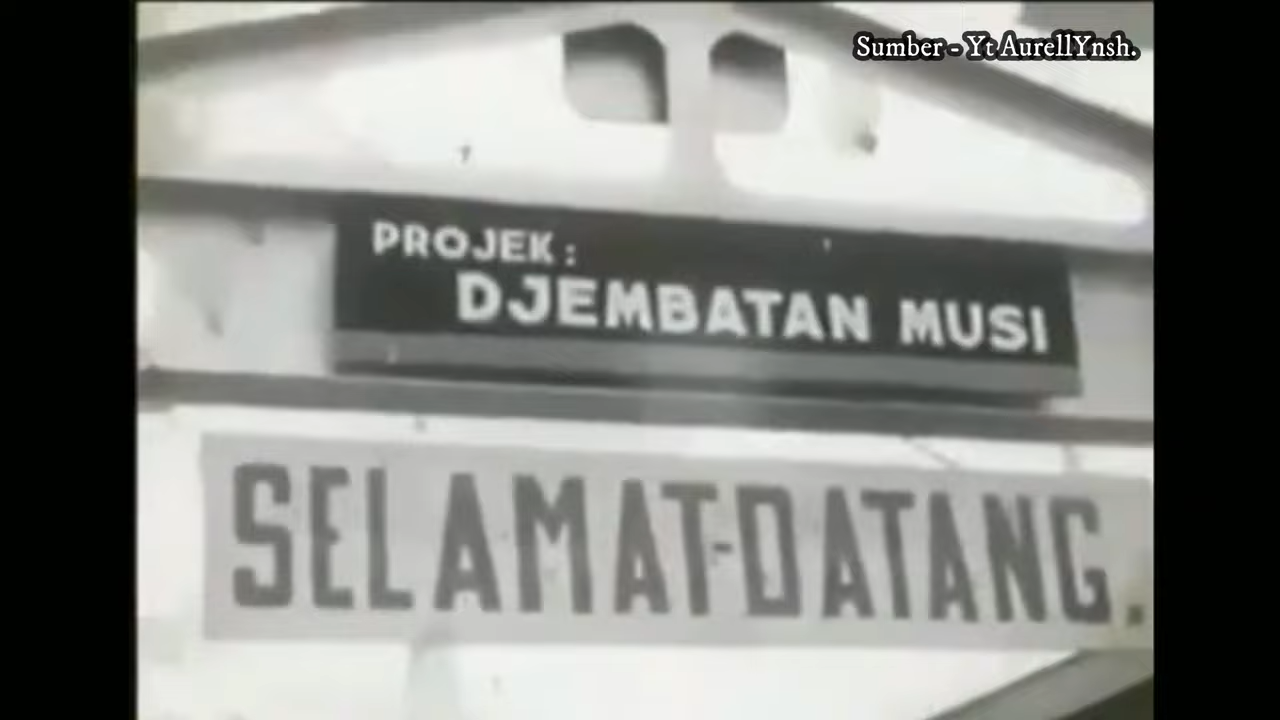 Sumber - Yt AurellYnsh.
PROJEK :
DJEMBATAN MUSI
SELAMAT-DATANG.